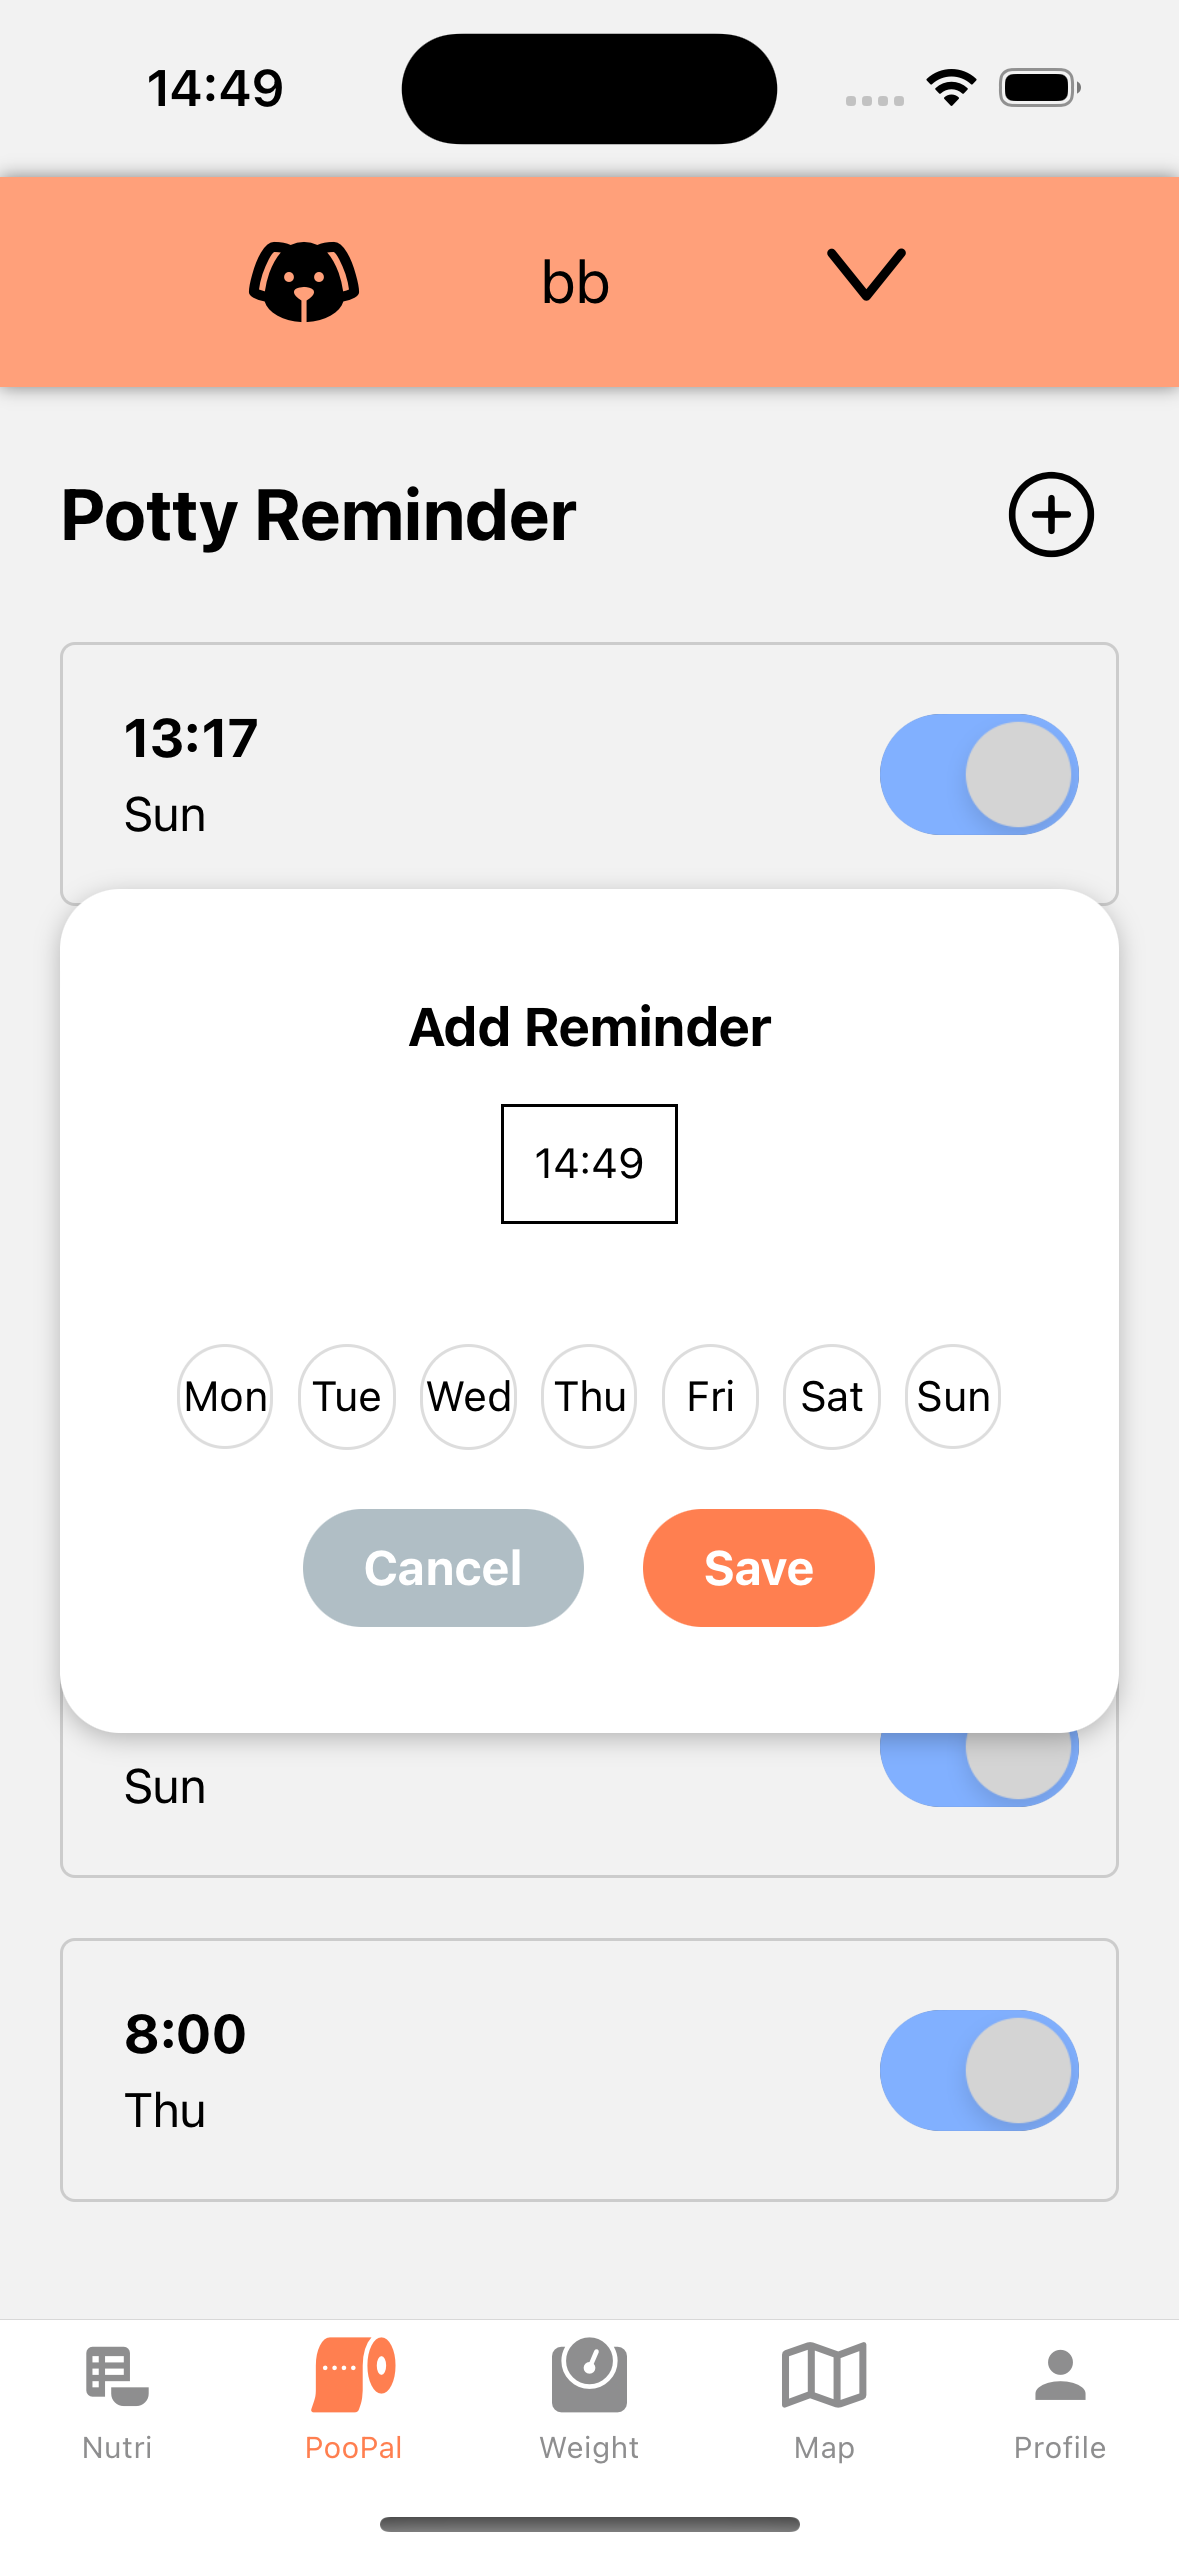 14:49
bb
Potty Reminder
13:17
Sun
Add Reminder
14:49
Mon Tue Wed Thu Fri Sat Sun
Cancel Save
Sun
8:00
Thu
Nutri PooPal Weight Map Profile